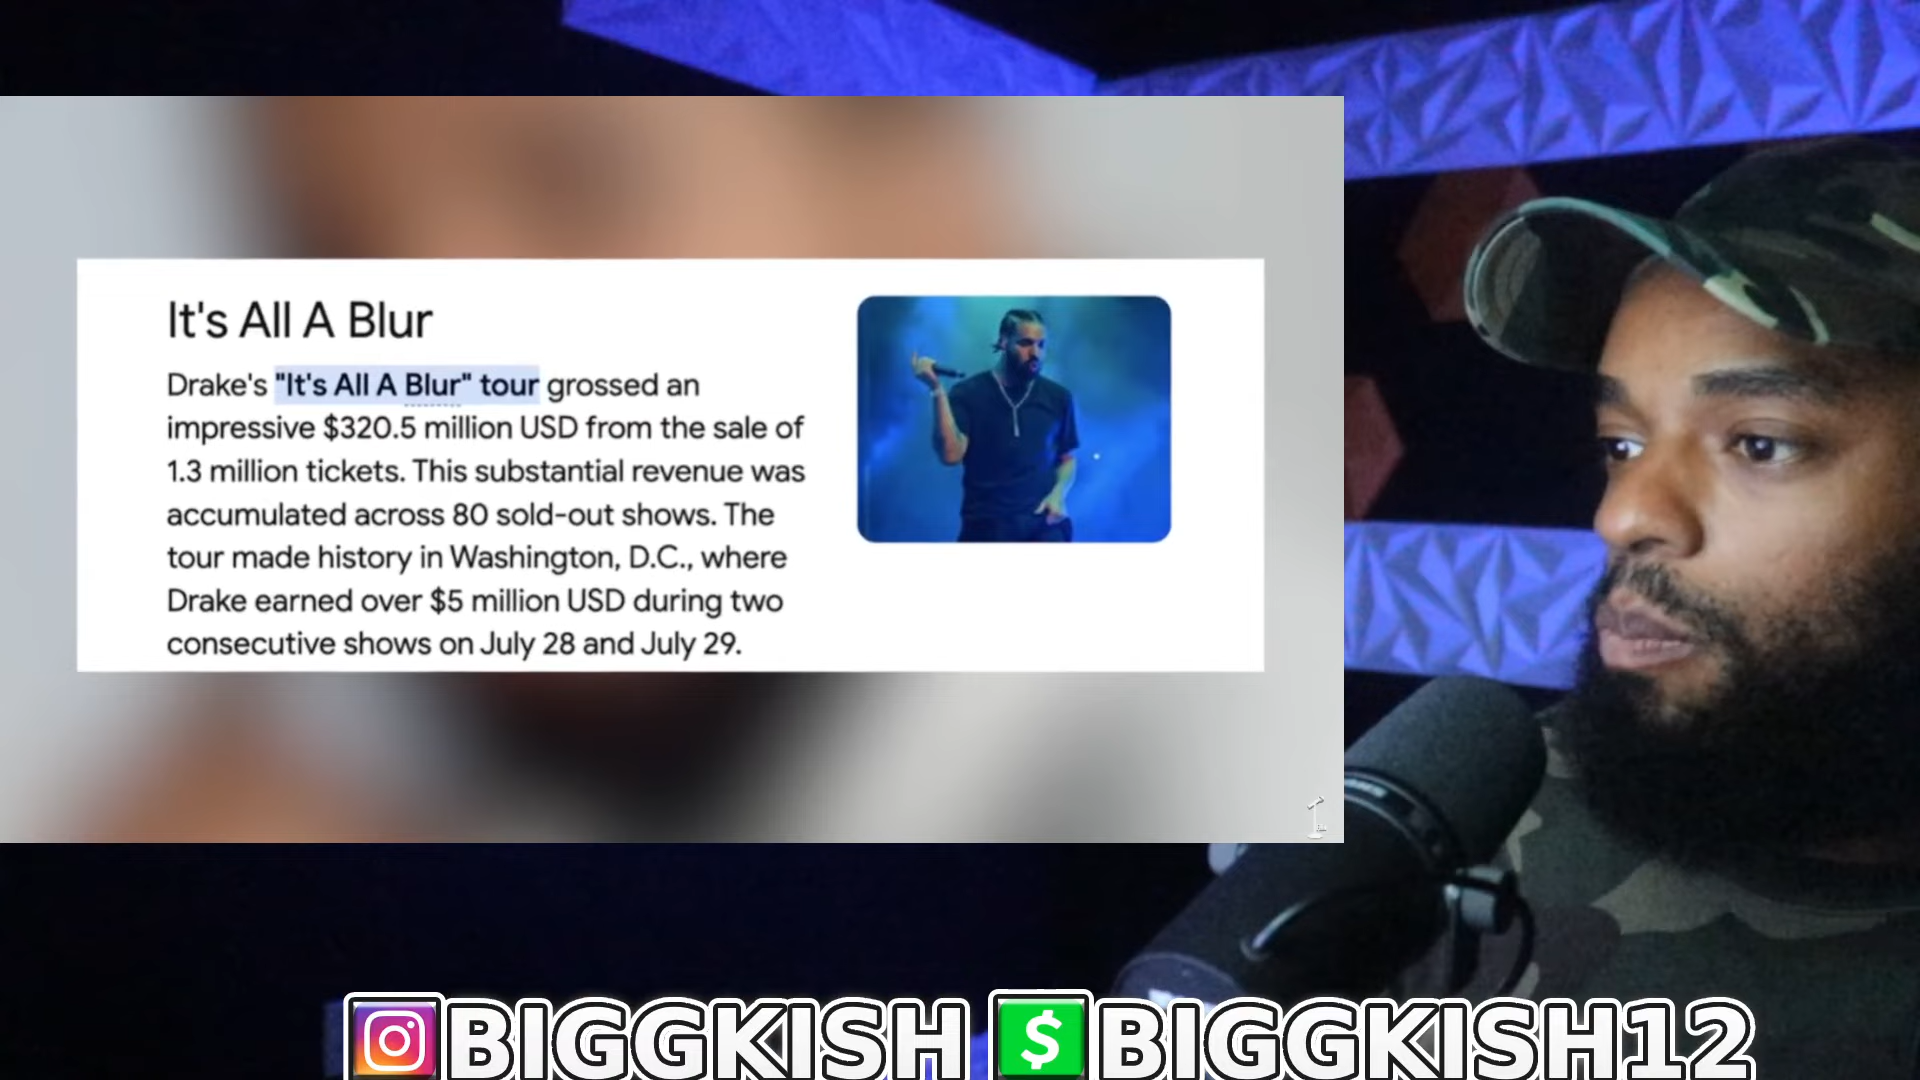 It's All A Blur
Drake's "It's All A Blur" tour grossed an
impressive $320.5 million USD from the sale of
1.3 million tickets. This substantial revenue was
accumulated across 80 sold-out shows. The
tour made history in Washington, D.C., where
Drake earned over $5 million USD during two
consecutive shows on July 28 and July 29.
BIGGKISH $ BIGGKISH12